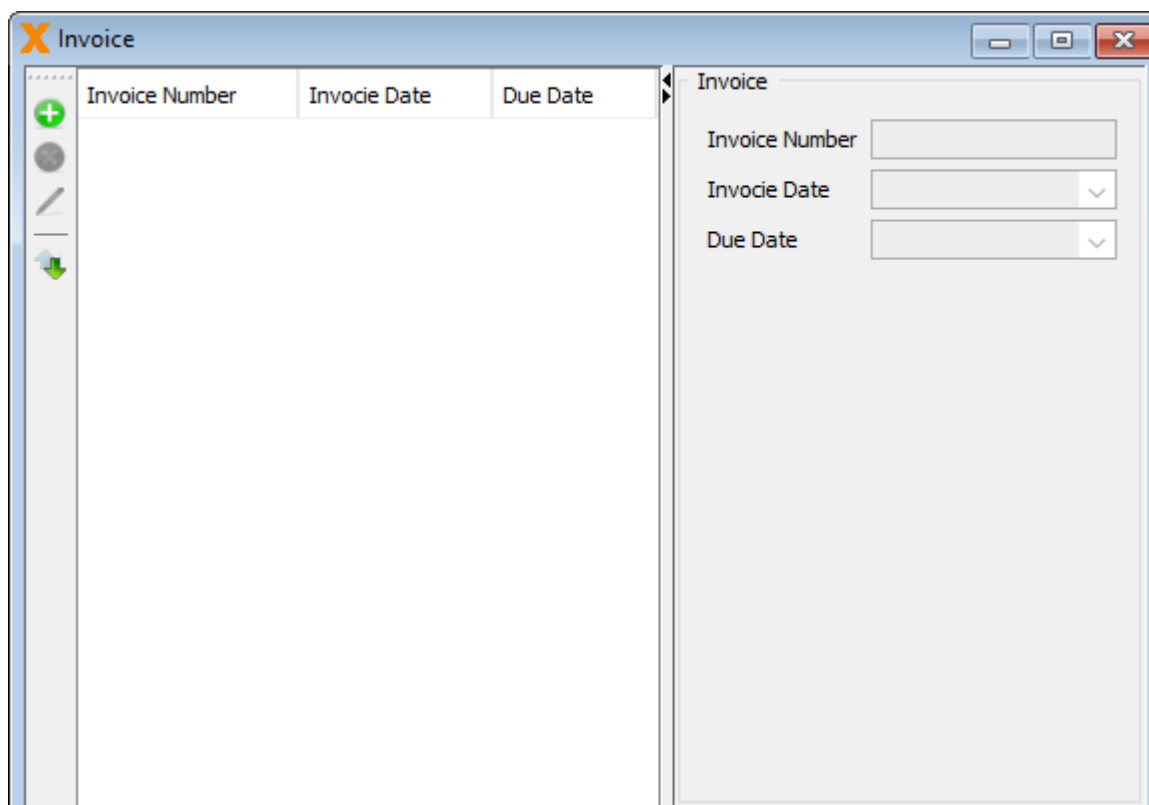 Invoice
Invoice Number Invocie Date Due Date
Invoice
Invoice Number
Invocie Date
Due Date